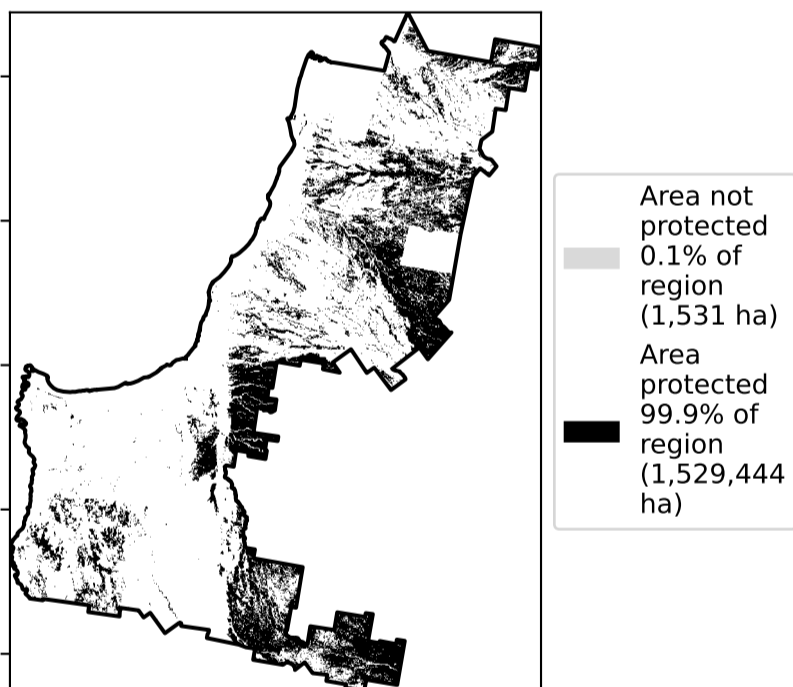 Area not
protected
0.1% of
region
(1,531 ha)
Area
protected
99.9% of
region
(1,529,444
ha)